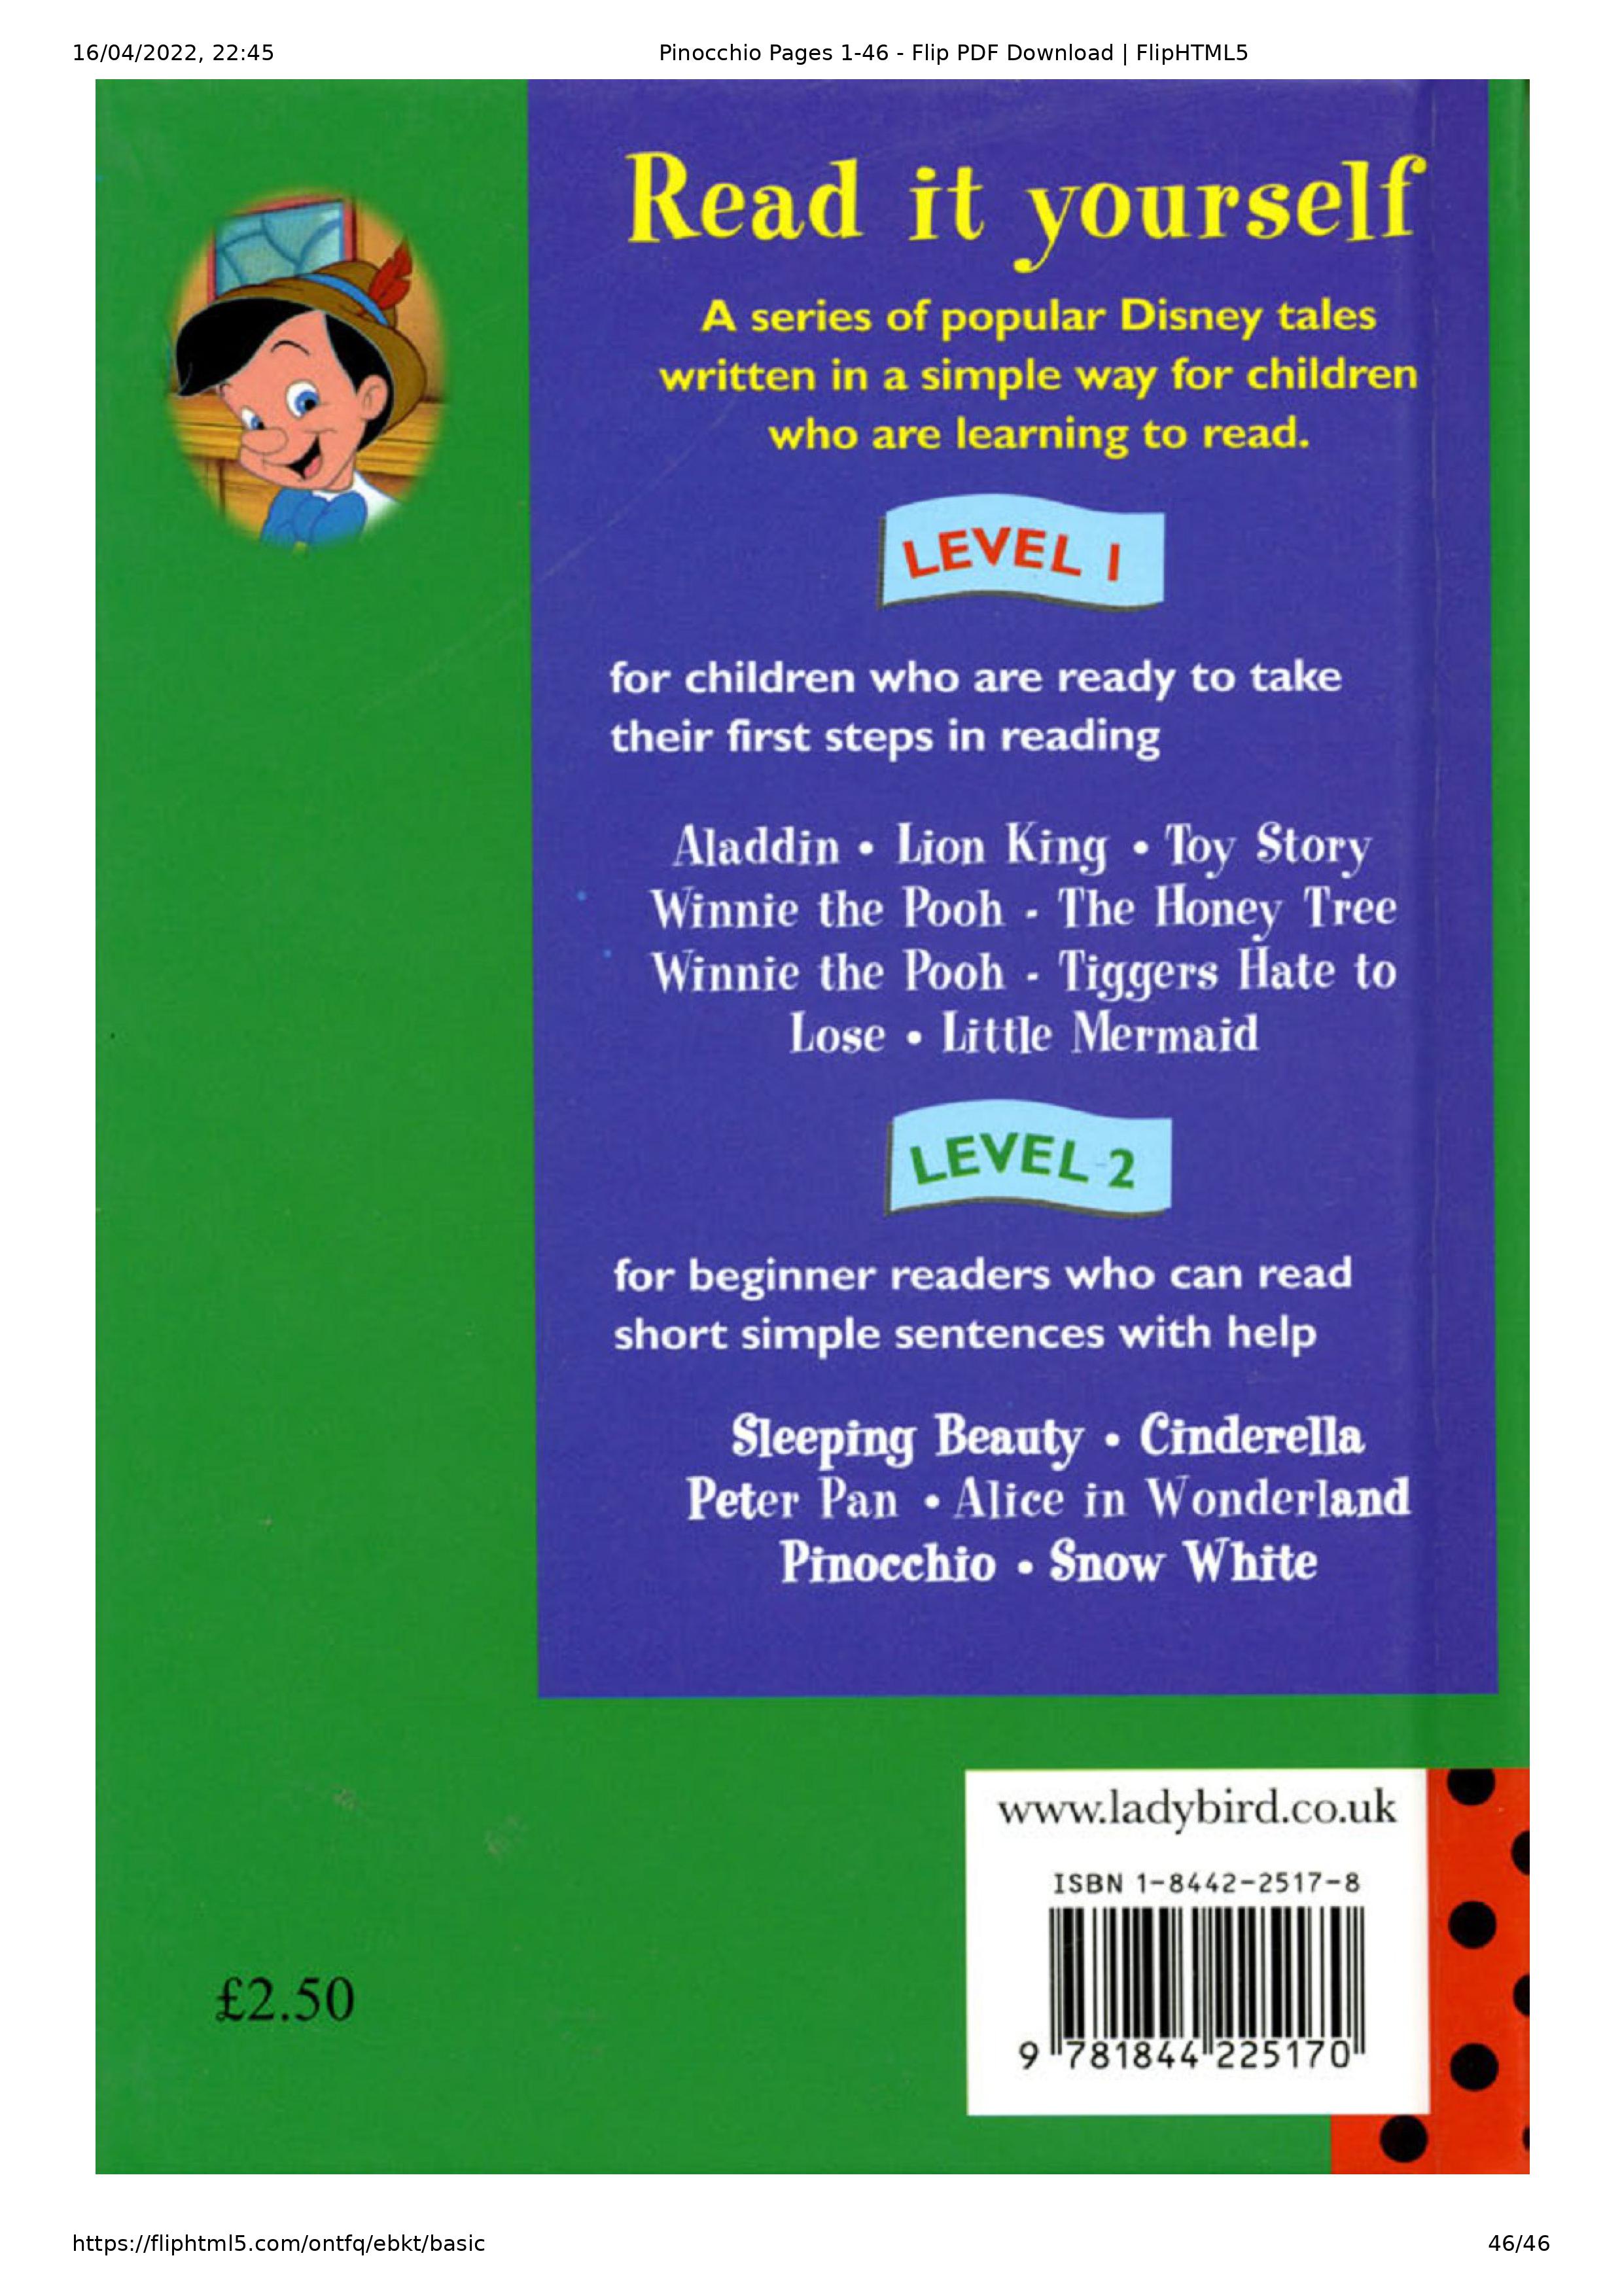 16/04/2022, 22:45
Pinocchio Pages 1-46 - Flip PDF Download | FlipHTML5
Read it yourself
A series of popular Disney tales
written in a simple way for children
who are learning to read.
LEVEL 1
for children who are ready to take
their first steps in reading
Aladdin • Lion King • Toy Story
Winnie the Pooh - The Honey Tree
Winnie the Pooh - Tiggers Hate to
Lose • Little Mermaid
LEVEL 2
for beginner readers who can read
short simple sentences with help
Sleeping Beauty • Cinderella
Peter Pan • Alice in Wonderland
Pinocchio • Snow White
www.ladybird.co.uk
ISBN 1-8442-2517-8
9 781844 225170
£2.50
https://fliphtml5.com/ontfq/ebkt/basic
46/46